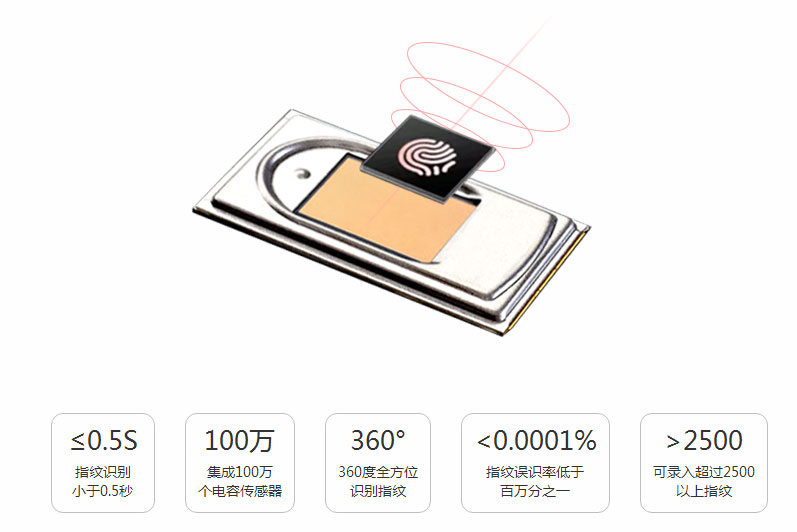 ≤0.5S
指纹识别
小于0.5秒
100万
集成100万
个电容传感器
360°
360度全方位
识别指纹
<0.0001%
指纹误识率低于
百万分之一
>2500
可录入超过2500
以上指纹